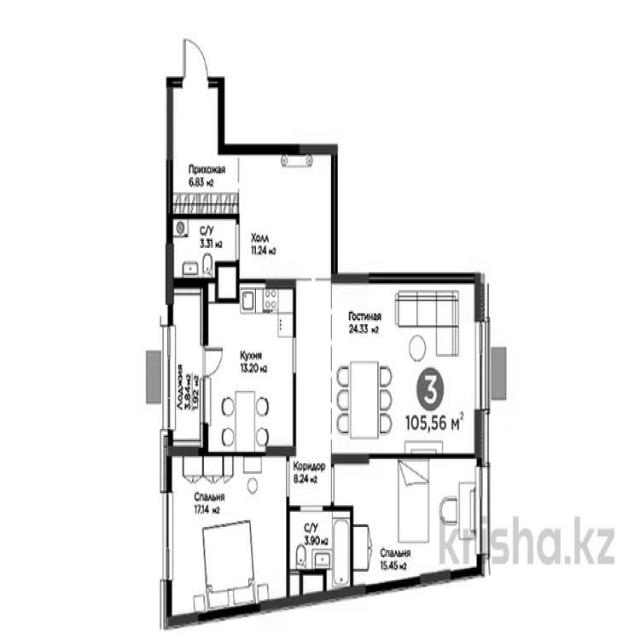 Прихожая
6.83 м2
С/У
3.31 м2
Холл
11.24 м2
Гостиная
24.33 м2
Кухня
13.20 м2
Лоджия
3.84 м2
1.92 м2
3
105,56 м2
Коридор
8.24 м2
Спальня
17.14 м2
С/У
3.90 м2
Спальня
15.45 м2
krisha.kz